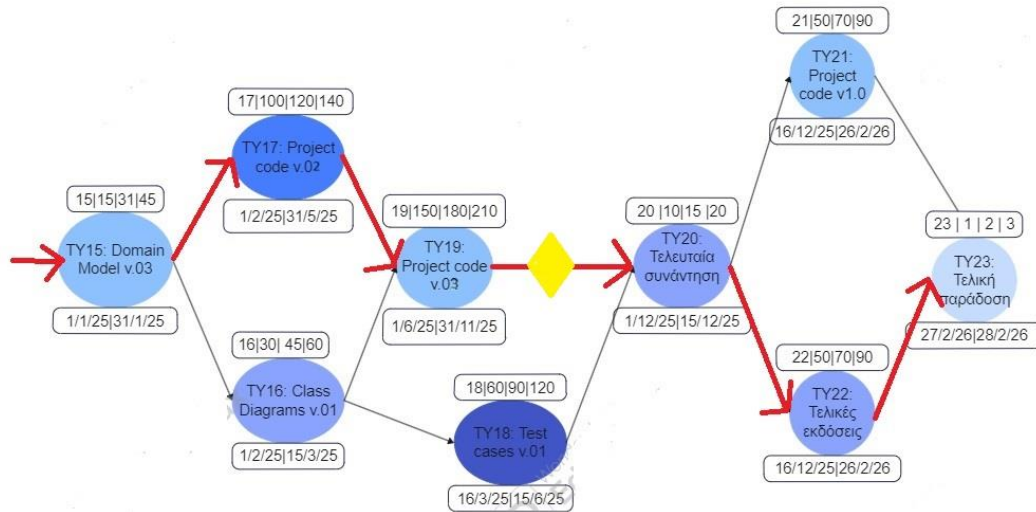 21|50|70|90
TY21:
Project
code v1.0
16/12/25|26/2/26
17|100|120|140
TY17: Project
code v.02
1/2/25|31/5/25
15|15|31|45
TY15: Domain
Model v.03
1/1/25|31/1/25
19|150|180|210
TY19:
Project code
v.03
1/6/25|31/11/25
20 |10|15 |20
TY20:
Τελευταία
συνάντηση
1/12/25|15/12/25
23 | 1 | 2 | 3
TY23:
Τελική
παράδοση
27/2/26|28/2/26
16|30| 45|60
TY16: Class
Diagrams v.01
1/2/25|15/3/25
18|60|90|120
TY18: Test
cases v.01
16/3/25|15/6/25
22|50|70|90
TY22:
Τελικές
εκδόσεις
16/12/25|26/2/26